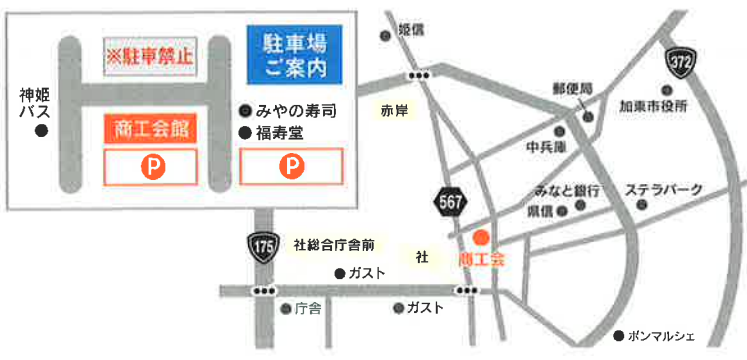 ※駐車禁止
駐車場
ご案内
神姫
バス
みやの寿司
福寿堂
商工会館
P
P
姫信
372
赤岸
郵便局
加東市役所
中兵庫
567
みなと銀行
県信
ステラパーク
175
社総合庁舎前
社
商工会
ガスト
庁舎
ガスト
ボンマルシェ